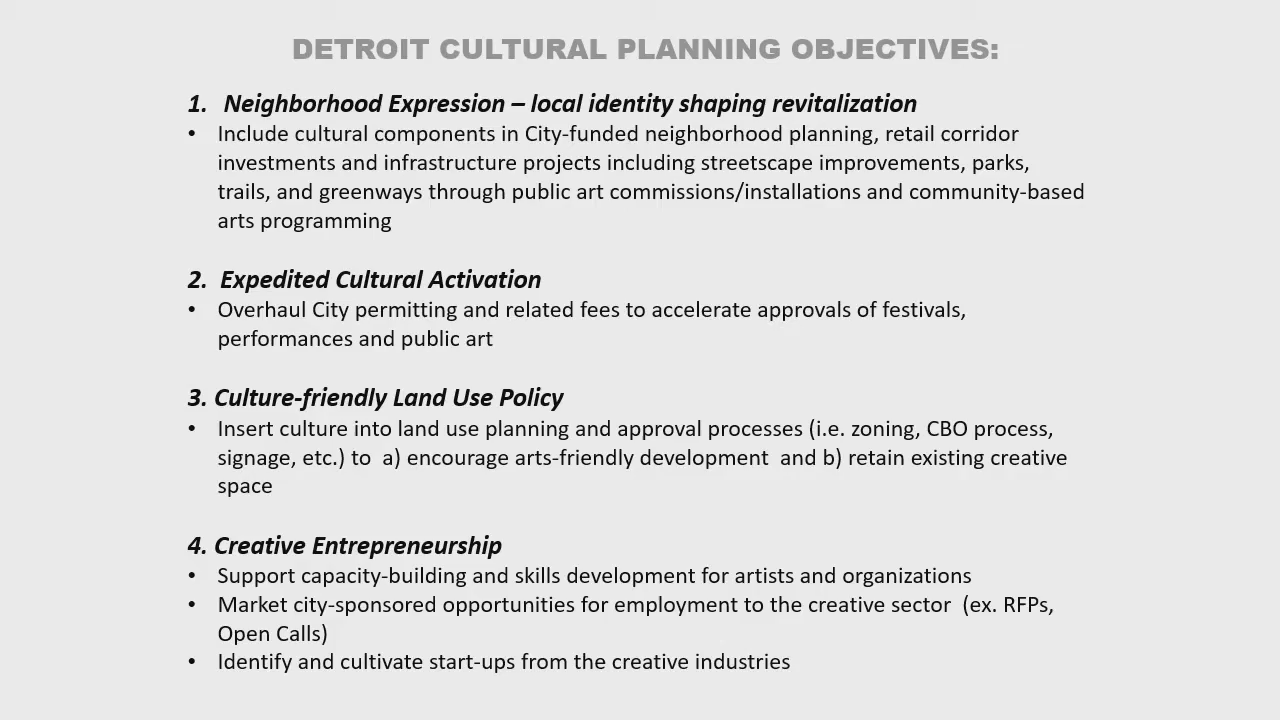 DETROIT CULTURAL PLANNING OBJECTIVES:
1. Neighborhood Expression – local identity shaping revitalization
• Include cultural components in City-funded neighborhood planning, retail corridor
investments and infrastructure projects including streetscape improvements, parks,
trails, and greenways through public art commissions/installations and community-based
arts programming
2. Expedited Cultural Activation
• Overhaul City permitting and related fees to accelerate approvals of festivals,
performances and public art
3. Culture-friendly Land Use Policy
• Insert culture into land use planning and approval processes (i.e. zoning, CBO process,
signage, etc.) to a) encourage arts-friendly development and b) retain existing creative
space
4. Creative Entrepreneurship
• Support capacity-building and skills development for artists and organizations
• Market city-sponsored opportunities for employment to the creative sector (ex. RFPs,
Open Calls)
• Identify and cultivate start-ups from the creative industries